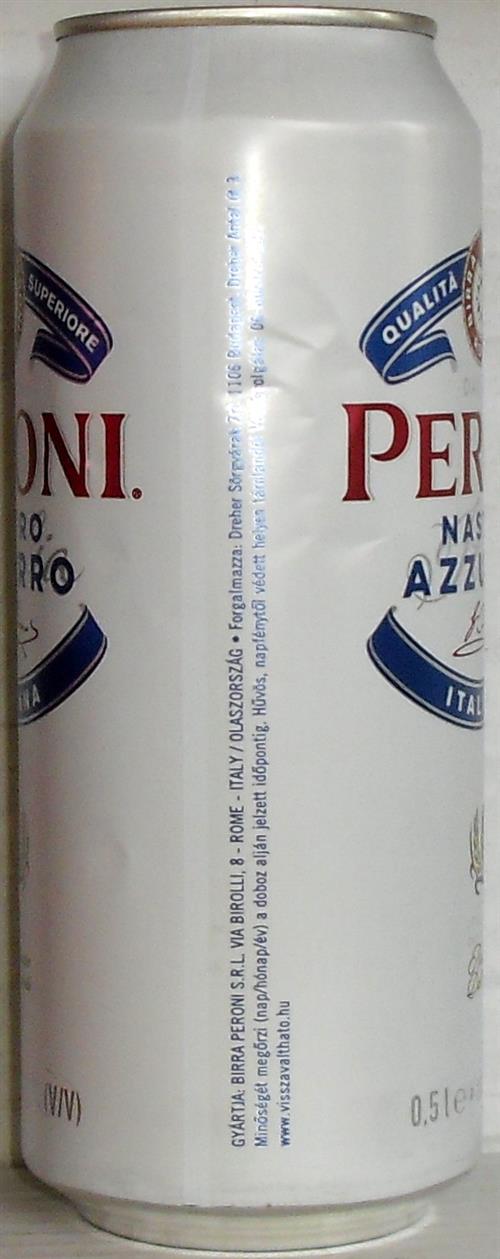 SUPERIORE
ONI.
RO
RRO
(V/V)
GYÁRTJA: BIRRA PERONI S.R.L. VIA BIROLLI, 8 - ROME - ITALY / OLASZORSZÁG • Forgalmazza: Dreher Sörgyárak Zrt. 1106 Budapest, Dreher Antal út 3
Minőségét megőrzi (nap/hónap/év) a doboz alján jelzett időpontig. Hűvös, napfénytől védett helyen tárolandó!
www.visszavalthato.hu
QUALITÀ
BIRRA
PER
NAS
AZZU
ITAL
0,5 l e